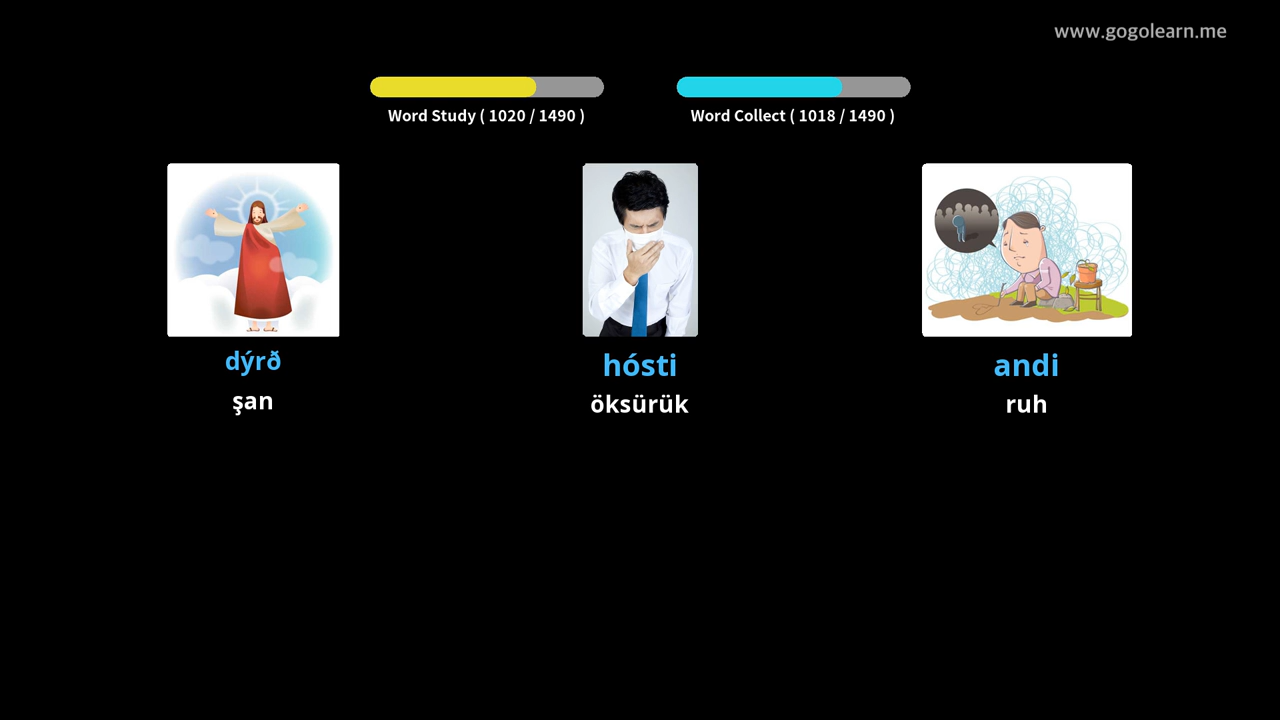 www.gogolearn.me
Word Study ( 1020 / 1490 )
Word Collect ( 1018 / 1490 )
dýrð
şan
hósti
öksürük
andi
ruh